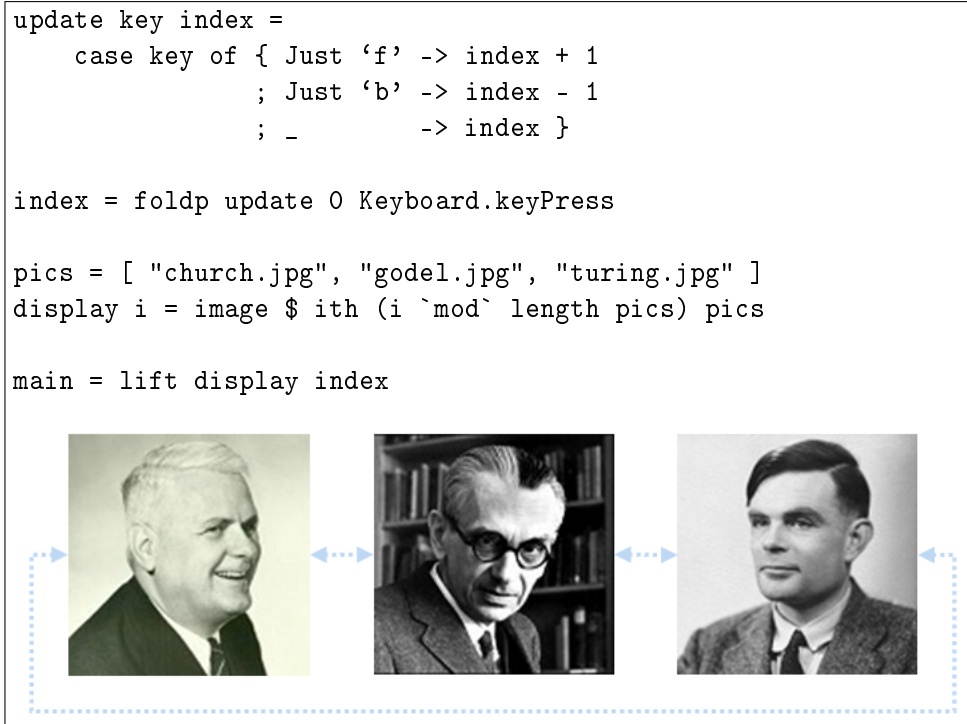 update key index =
    case key of { Just ‘f’ -> index + 1
                ; Just ‘b’ -> index - 1
                ; _        -> index }
index = foldp update 0 Keyboard.keyPress
pics = [ "church.jpg", "godel.jpg", "turing.jpg" ]
display i = image $ ith (i `mod` length pics) pics
main = lift display index